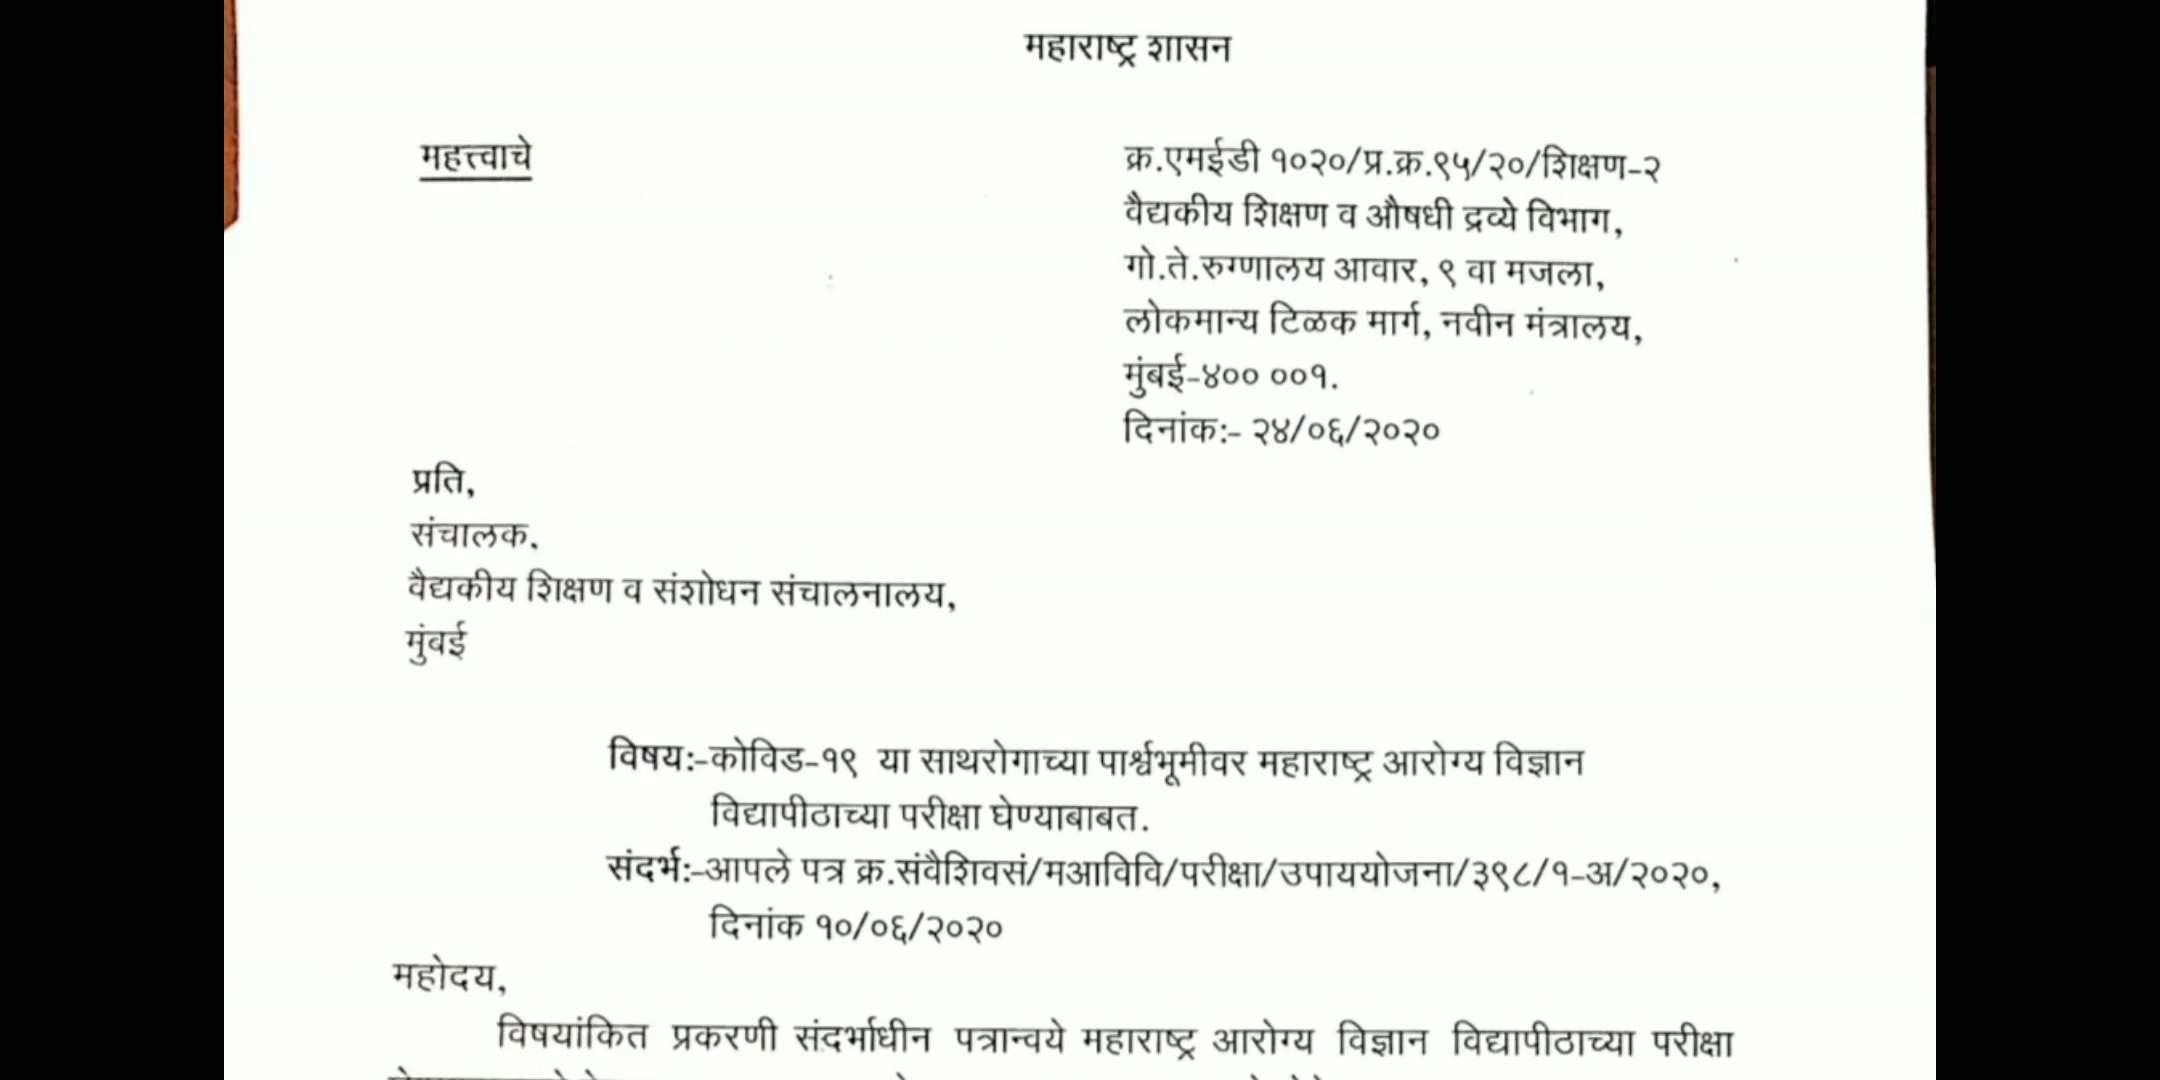 महाराष्ट्र शासन
महत्त्वाचे
क्र.एमईडी १०२०/प्र.क्र.९५/२०/शिक्षण-२
वैद्यकीय शिक्षण व औषधी द्रव्ये विभाग,
गो.ते.रुग्णालय आवार, ९ वा मजला,
लोकमान्य टिळक मार्ग, नवीन मंत्रालय,
मुंबई-४०० ००१.
दिनांक:- २४/०६/२०२०
प्रति,
संचालक.
वैद्यकीय शिक्षण व संशोधन संचालनालय,
मुंबई
विषय:-कोविड-१९ या साथरोगाच्या पार्श्वभूमीवर महाराष्ट्र आरोग्य विज्ञान
विद्यापीठाच्या परीक्षा घेण्याबाबत.
संदर्भ:-आपले पत्र क्र.संवैशिवसं/मआविवि/परीक्षा/उपाययोजना/३९८/१-अ/२०२०,
दिनांक १०/०६/२०२०
महोदय,
विषयांकित प्रकरणी संदर्भाधीन पत्रान्वये महाराष्ट्र आरोग्य विज्ञान विद्यापीठाच्या परीक्षा